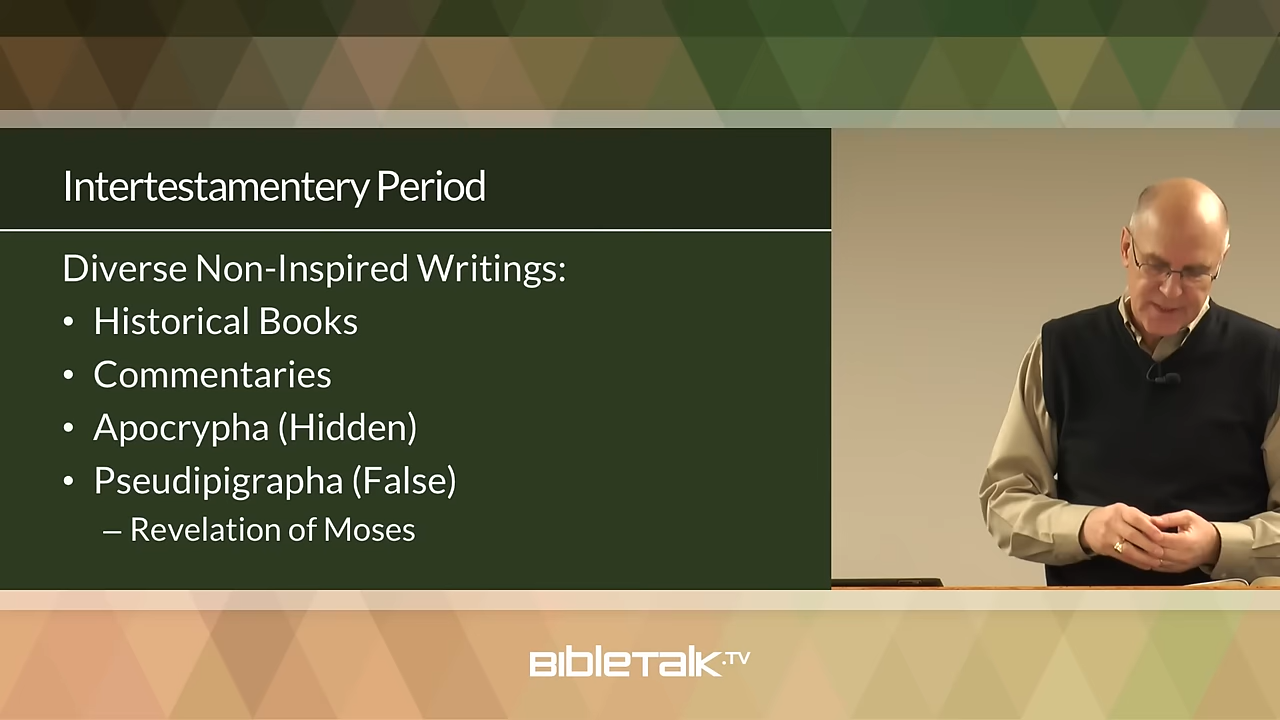 Intertestamentery Period
Diverse Non-Inspired Writings:
• Historical Books
• Commentaries
• Apocrypha (Hidden)
• Pseudipigrapha (False)
– Revelation of Moses
BIBLETALK.TV